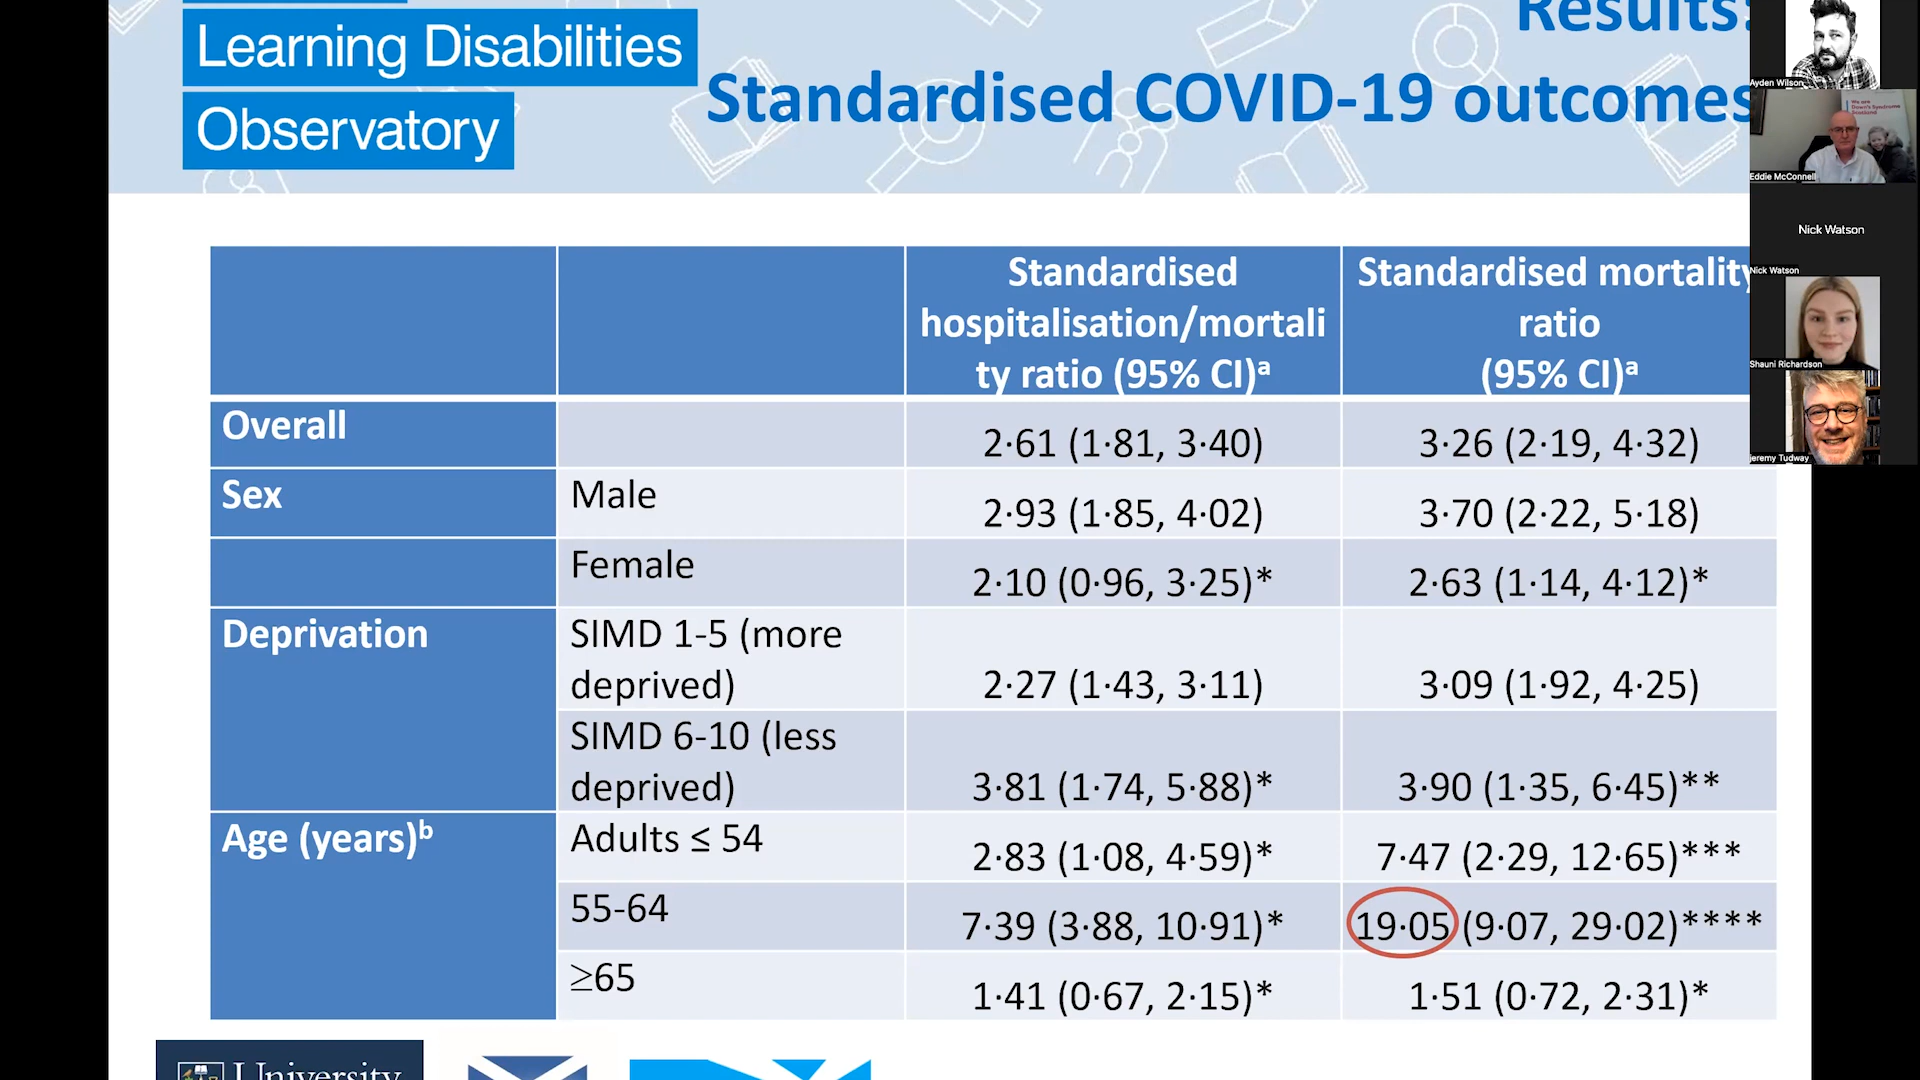 Learning Disabilities
Observatory
Results:
Standardised COVID-19 outcomes
Standardised
hospitalisation/mortali
ty ratio (95% CI)ᵃ
Standardised mortality
ratio
(95% CI)ᵃ
Overall
2·61 (1·81, 3·40)
3·26 (2·19, 4·32)
Sex
Male
2·93 (1·85, 4·02)
3·70 (2·22, 5·18)
Female
2·10 (0·96, 3·25)*
2·63 (1·14, 4·12)*
Deprivation
SIMD 1-5 (more
deprived)
2·27 (1·43, 3·11)
3·09 (1·92, 4·25)
SIMD 6-10 (less
deprived)
3·81 (1·74, 5·88)*
3·90 (1·35, 6·45)**
Age (years)ᵇ
Adults ≤ 54
2·83 (1·08, 4·59)*
7·47 (2·29, 12·65)***
55-64
7·39 (3·88, 10·91)*
19·05 (9·07, 29·02)****
≥65
1·41 (0·67, 2·15)*
1·51 (0·72, 2·31)*
University
Ayden Wilson
We are
Down's Syndrome
Scotland
Eddie McConnell
Nick Watson
Nick Watson
Shauni Richardson
jeremy Tudway